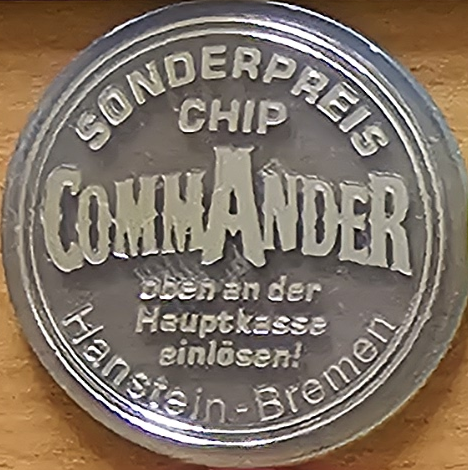 SONDERPREIS
CHIP
COMMANDER
oben an der
Hauptkasse
einlösen!
Hanstein-Bremen